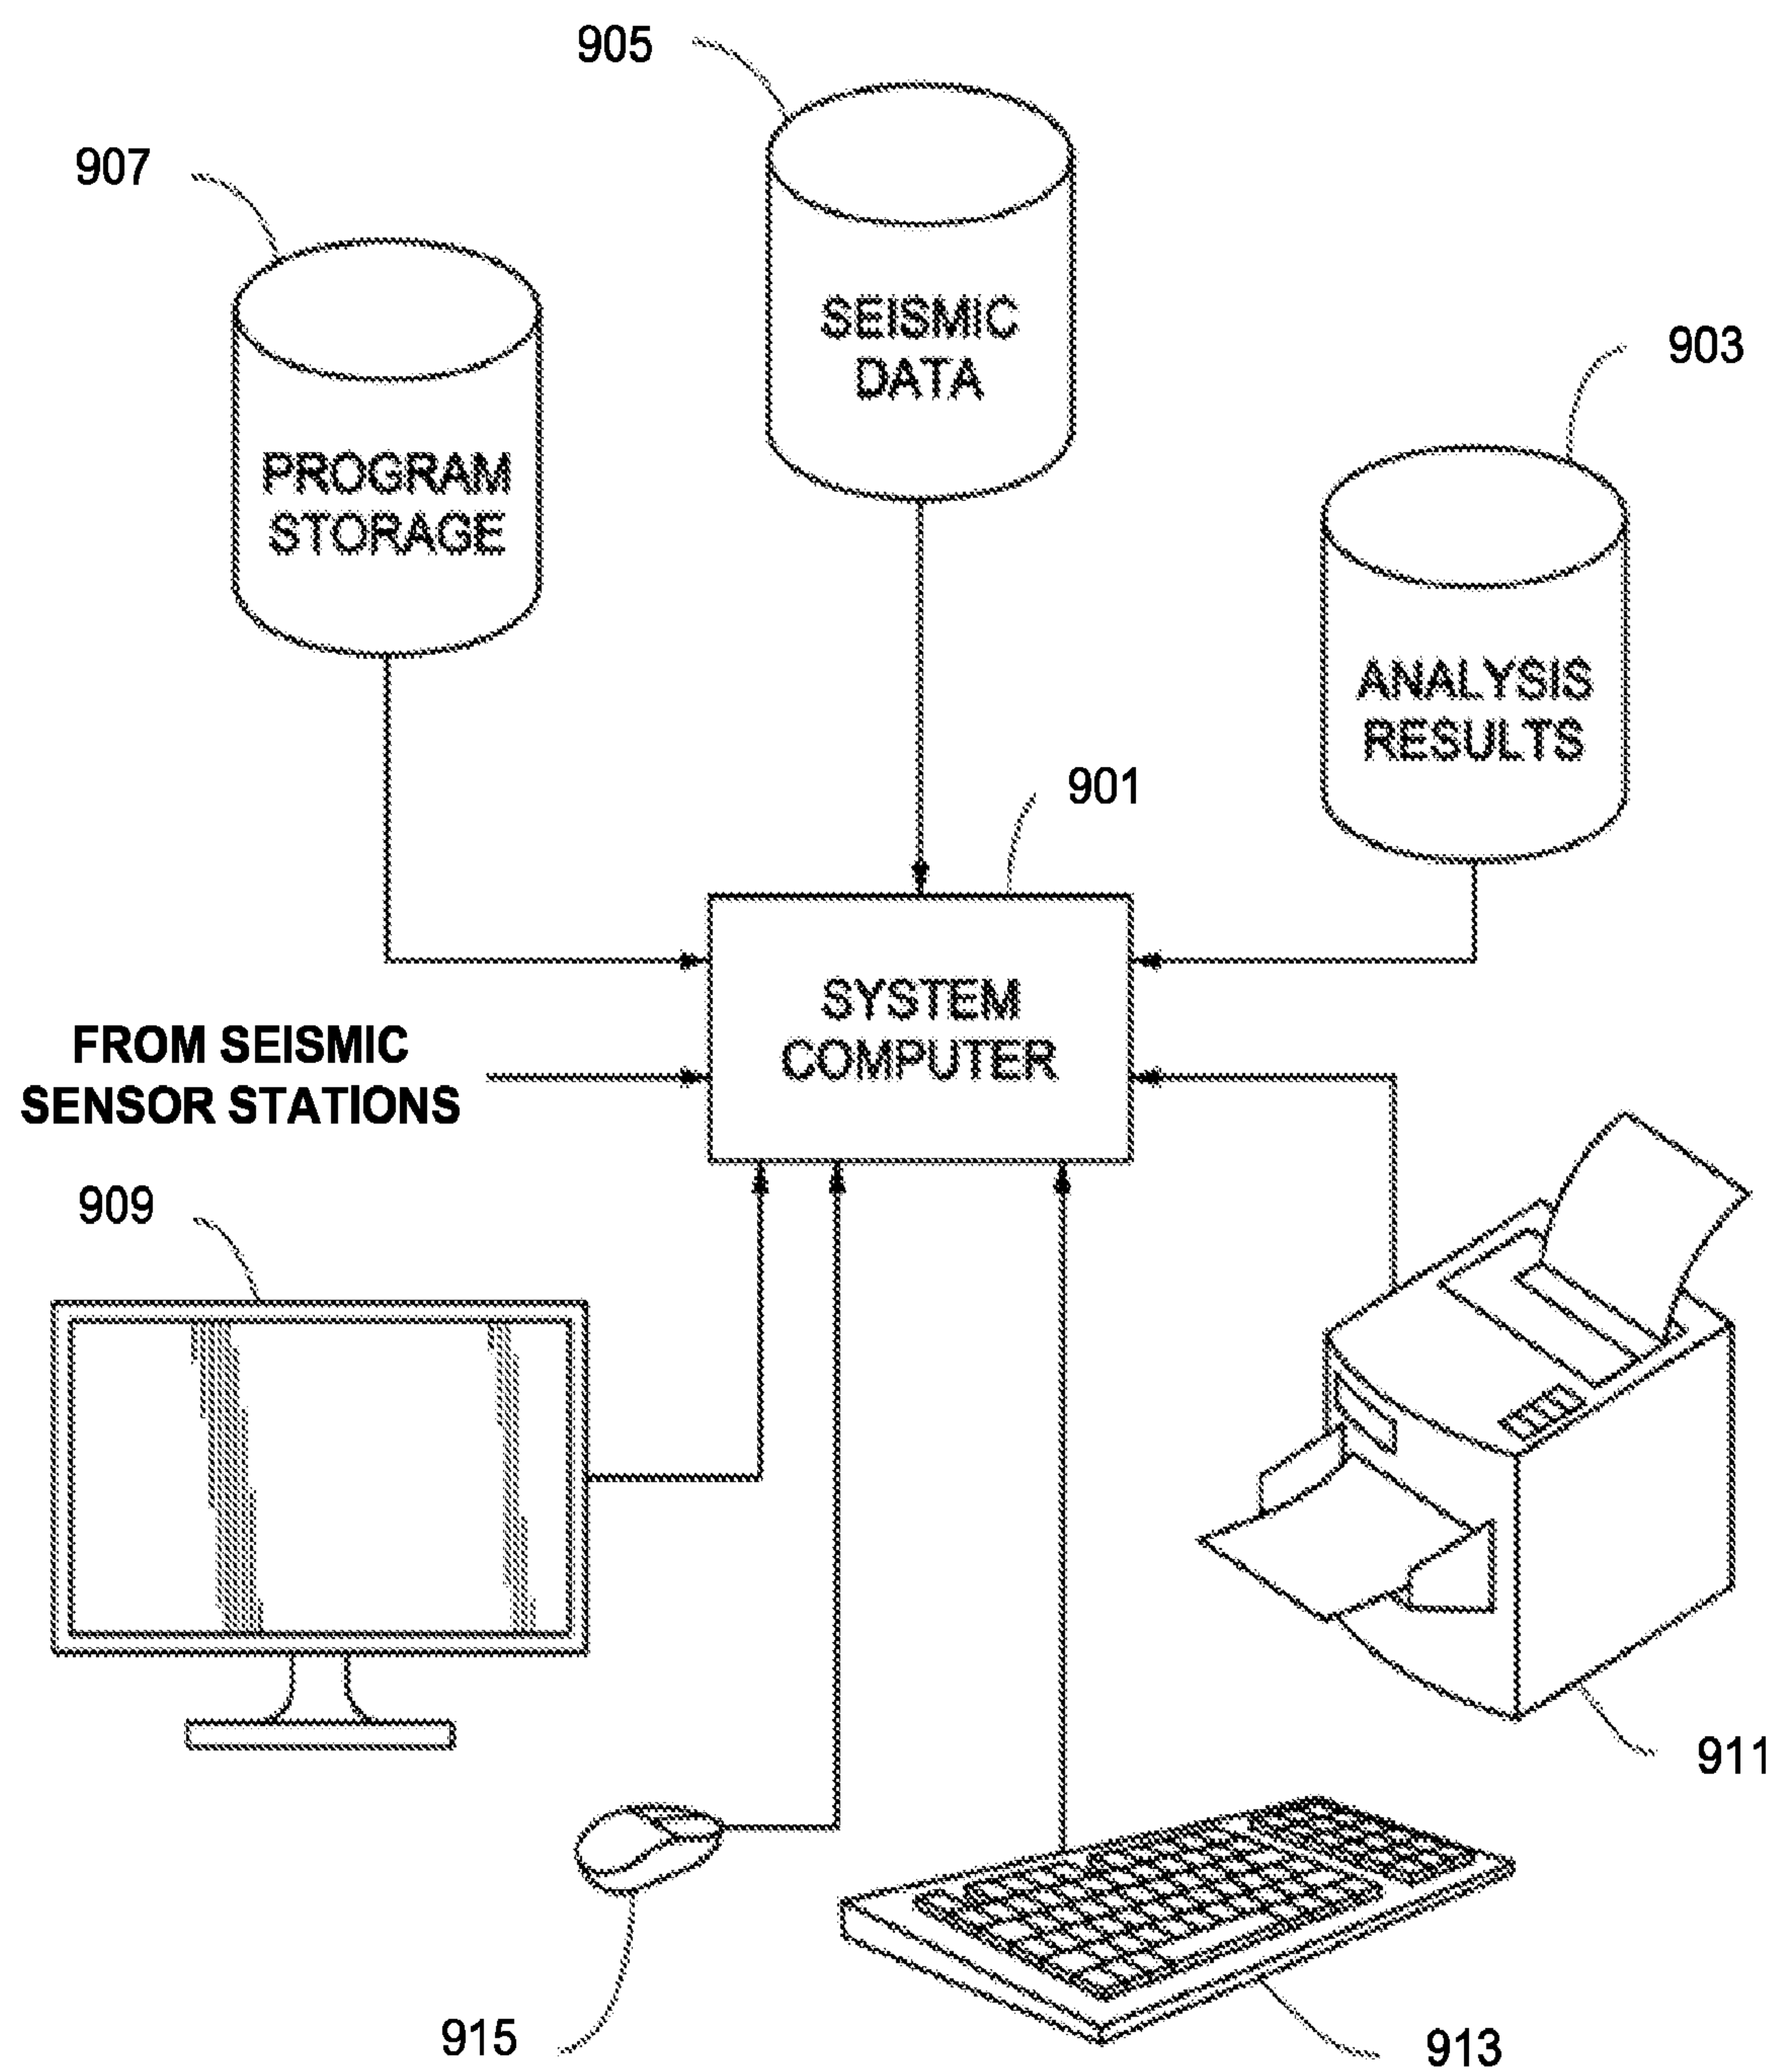 905
907
SEISMIC
DATA
903
PROGRAM
STORAGE
ANALYSIS
RESULTS
901
SYSTEM
COMPUTER
FROM SEISMIC
SENSOR STATIONS
909
911
915
913